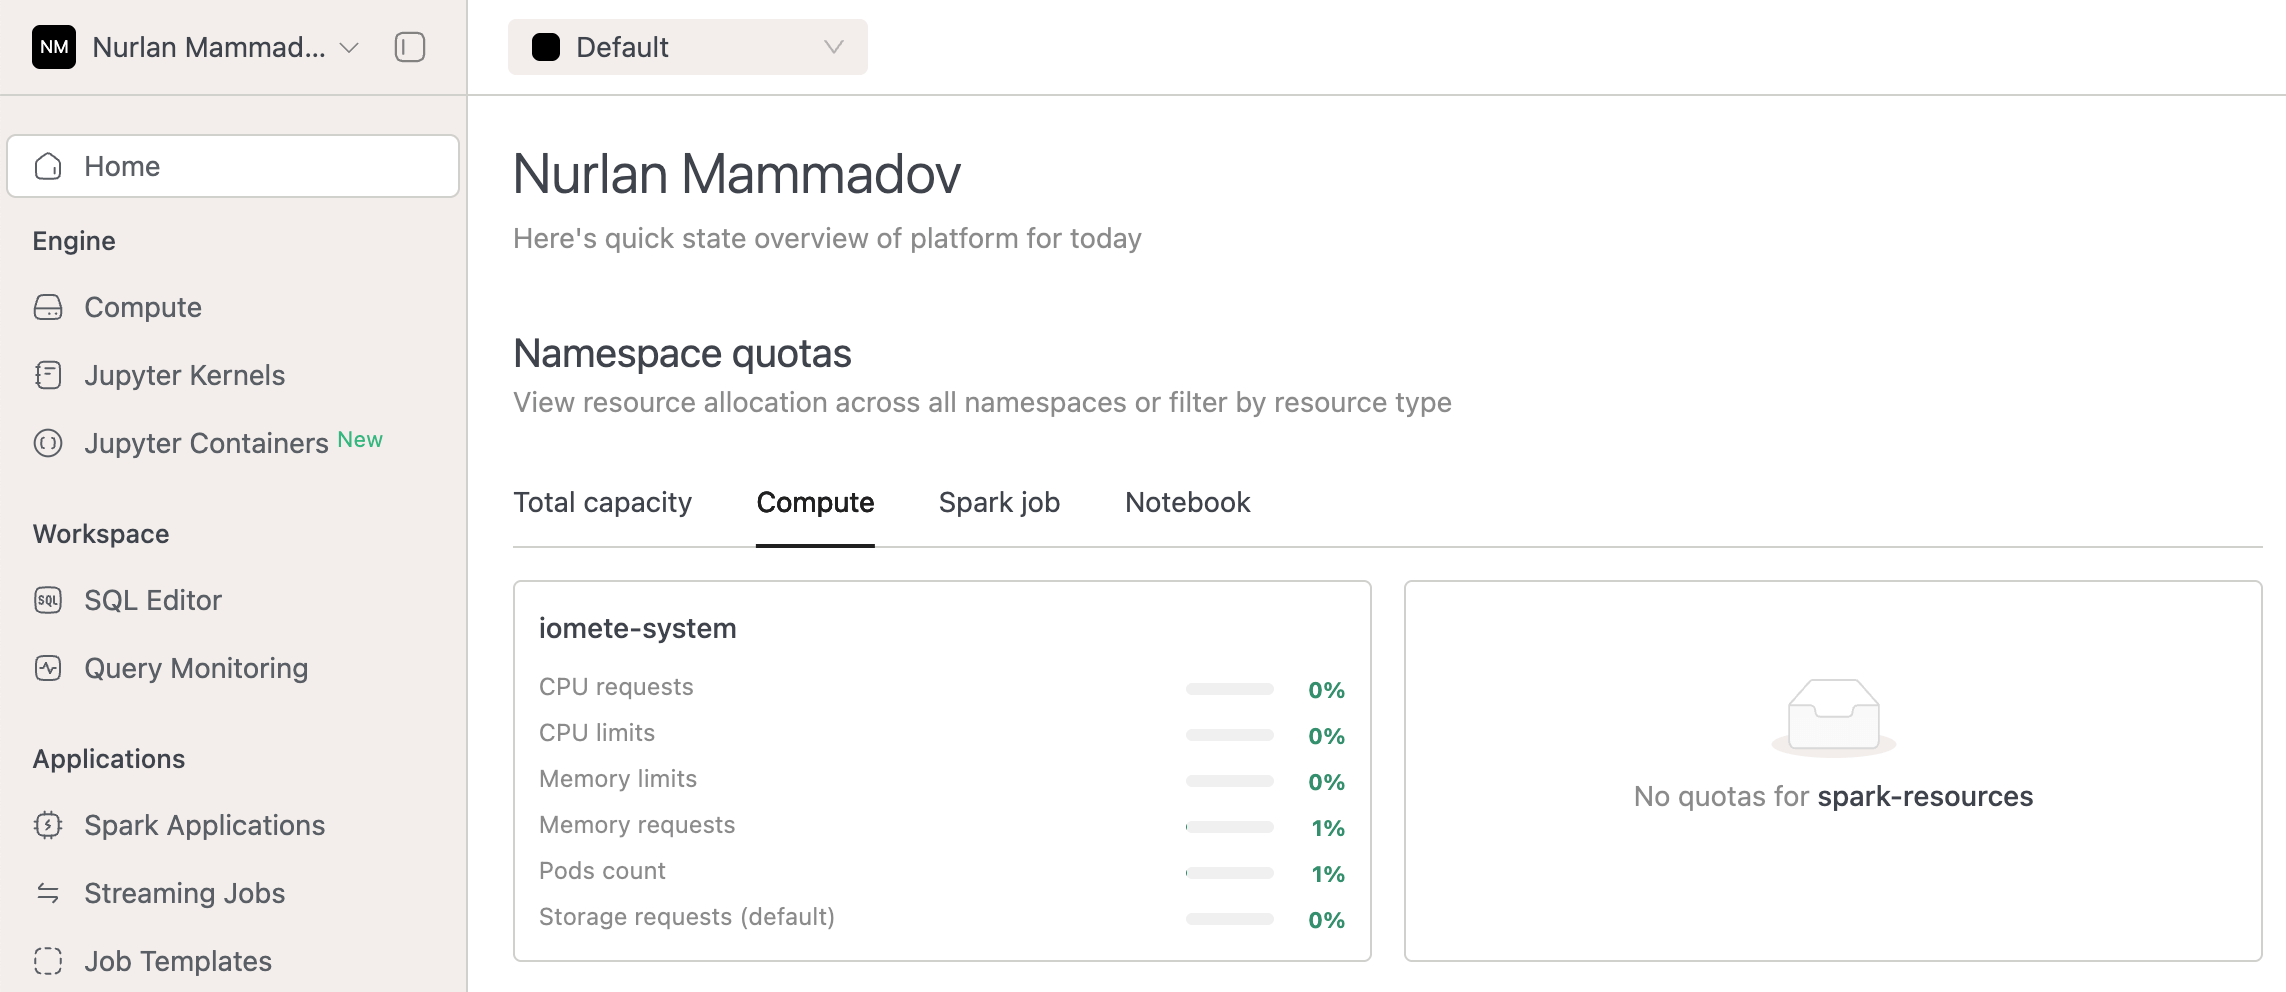 NM Nurlan Mammad...
Default
Home
Engine
Compute
Jupyter Kernels
Jupyter Containers New
Workspace
SQL Editor
Query Monitoring
Applications
Spark Applications
Streaming Jobs
Job Templates
Nurlan Mammadov
Here's quick state overview of platform for today
Namespace quotas
View resource allocation across all namespaces or filter by resource type
Total capacity Compute Spark job Notebook
iomete-system
CPU requests 0%
CPU limits 0%
Memory limits 0%
Memory requests 1%
Pods count 1%
Storage requests (default) 0%
No quotas for spark-resources